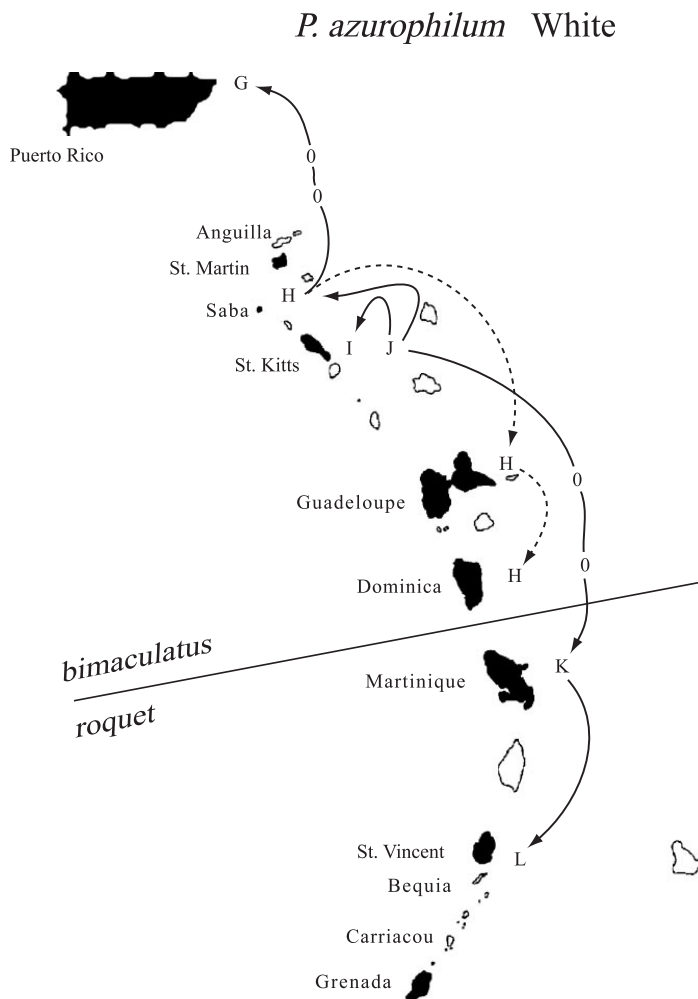 P. azurophilum White
G
Puerto Rico
0
0
Anguilla
St. Martin
H
Saba
I
J
St. Kitts
H
0
Guadeloupe
0
H
Dominica
bimaculatus
K
Martinique
roquet
St. Vincent
L
Bequia
Carriacou
Grenada